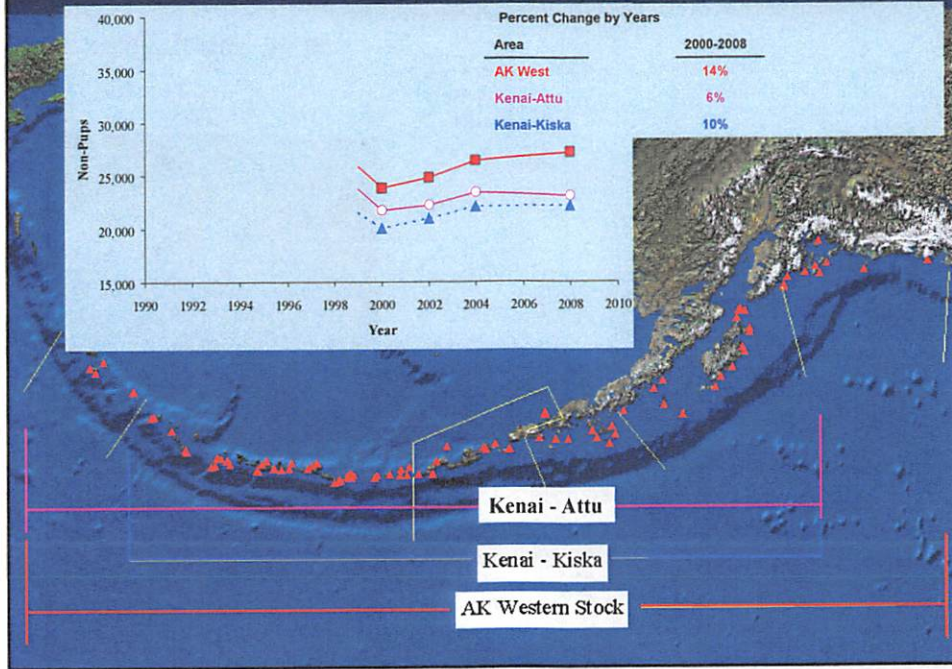 Percent Change by Years
Area 2000-2008
AK West 14%
Kenai-Attu 6%
Kenai-Kiska 10%
40,000
35,000
30,000
25,000
20,000
15,000
Non-Pups
1990 1992 1994 1996 1998 2000 2002 2004 2006 2008 2010
Year
Kenai - Attu
Kenai - Kiska
AK Western Stock